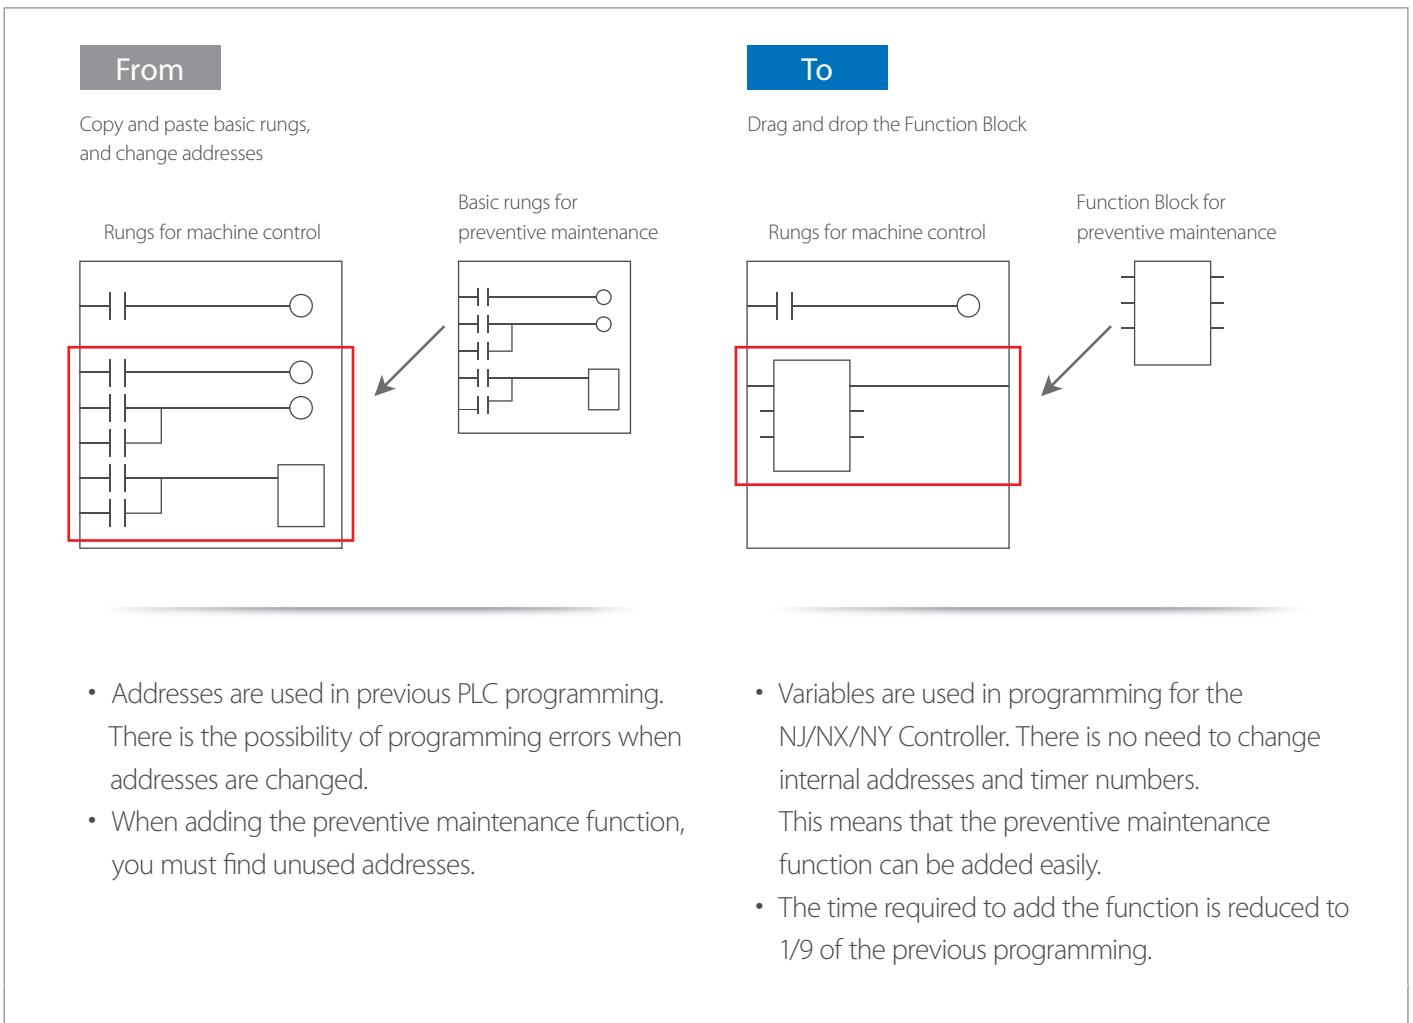 From
Copy and paste basic rungs,
and change addresses
Rungs for machine control
Basic rungs for
preventive maintenance
• Addresses are used in previous PLC programming.
There is the possibility of programming errors when
addresses are changed.
• When adding the preventive maintenance function,
you must find unused addresses.
To
Drag and drop the Function Block
Rungs for machine control
Function Block for
preventive maintenance
• Variables are used in programming for the
NJ/NX/NY Controller. There is no need to change
internal addresses and timer numbers.
This means that the preventive maintenance
function can be added easily.
• The time required to add the function is reduced to
1/9 of the previous programming.